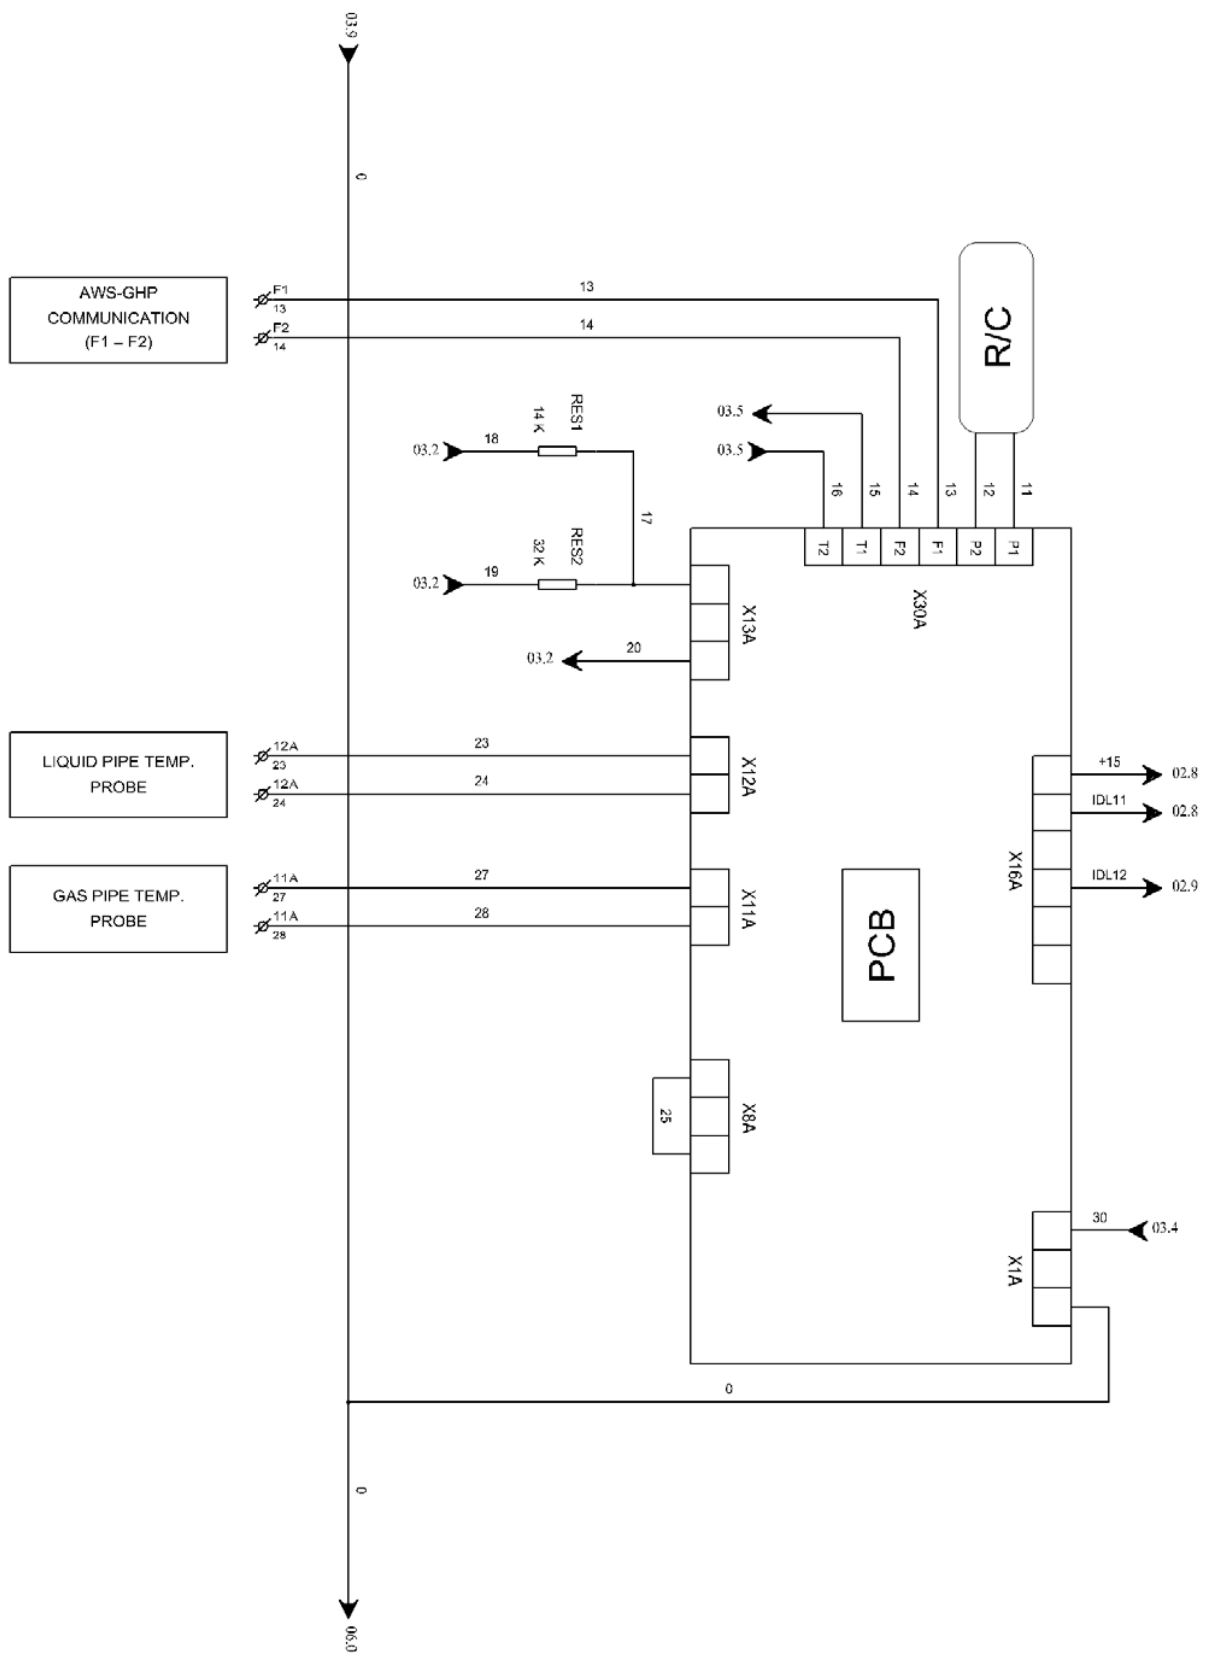 03.9
0
AWS-GHP
COMMUNICATION
(F1 – F2)
F1
13
F2
14
13
14
R/C
RES1
14 K
18
03.2
17
03.5
03.5
16
15
14
13
12
11
T2
T1
F2
F1
P2
P1
X30A
RES2
32 K
19
03.2
X13A
20
03.2
LIQUID PIPE TEMP.
PROBE
12A
23
12A
24
23
24
X12A
+15
02.8
IDL11
02.8
X16A
IDL12
02.9
GAS PIPE TEMP.
PROBE
11A
27
11A
28
27
28
X11A
PCB
25
X8A
30
03.4
X1A
0
0
06.0